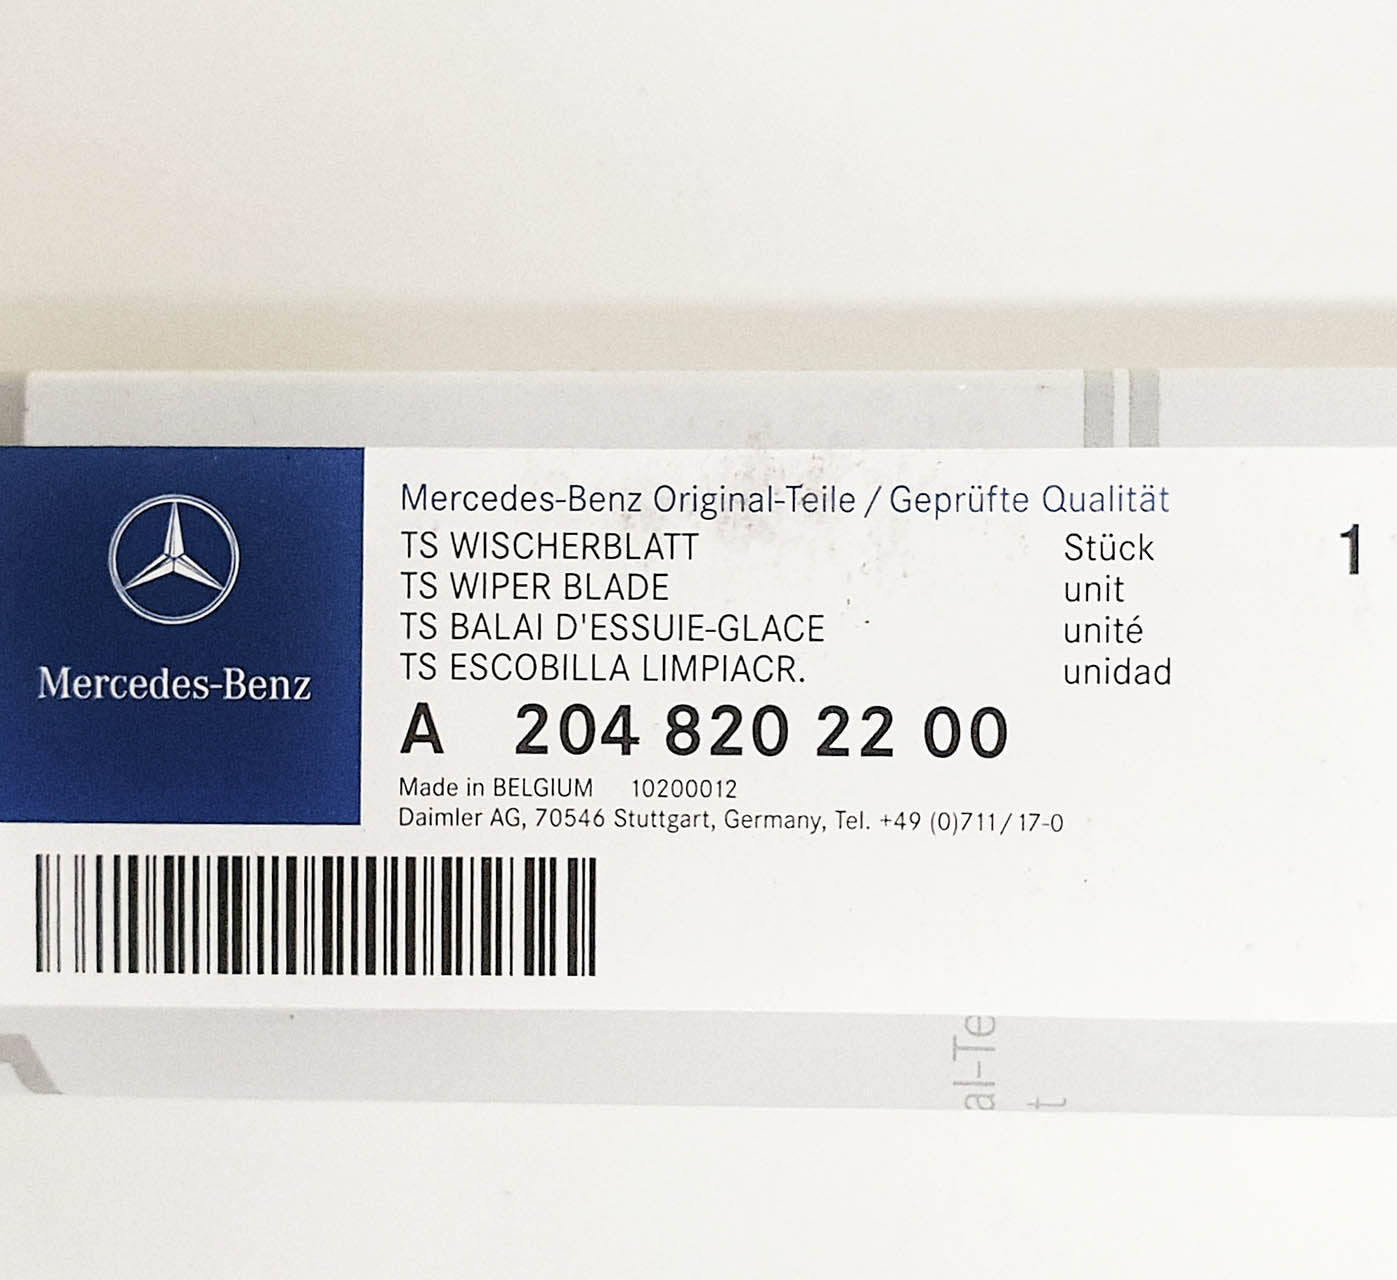 Mercedes-Benz
Mercedes-Benz Original-Teile / Geprüfte Qualität
TS WISCHERBLATT Stück 1
TS WIPER BLADE unit
TS BALAI D'ESSUIE-GLACE unité
TS ESCOBILLA LIMPIACR. unidad
A 204 820 22 00
Made in BELGIUM 10200012
Daimler AG, 70546 Stuttgart, Germany, Tel. +49 (0)711/17-0
al-Te
t